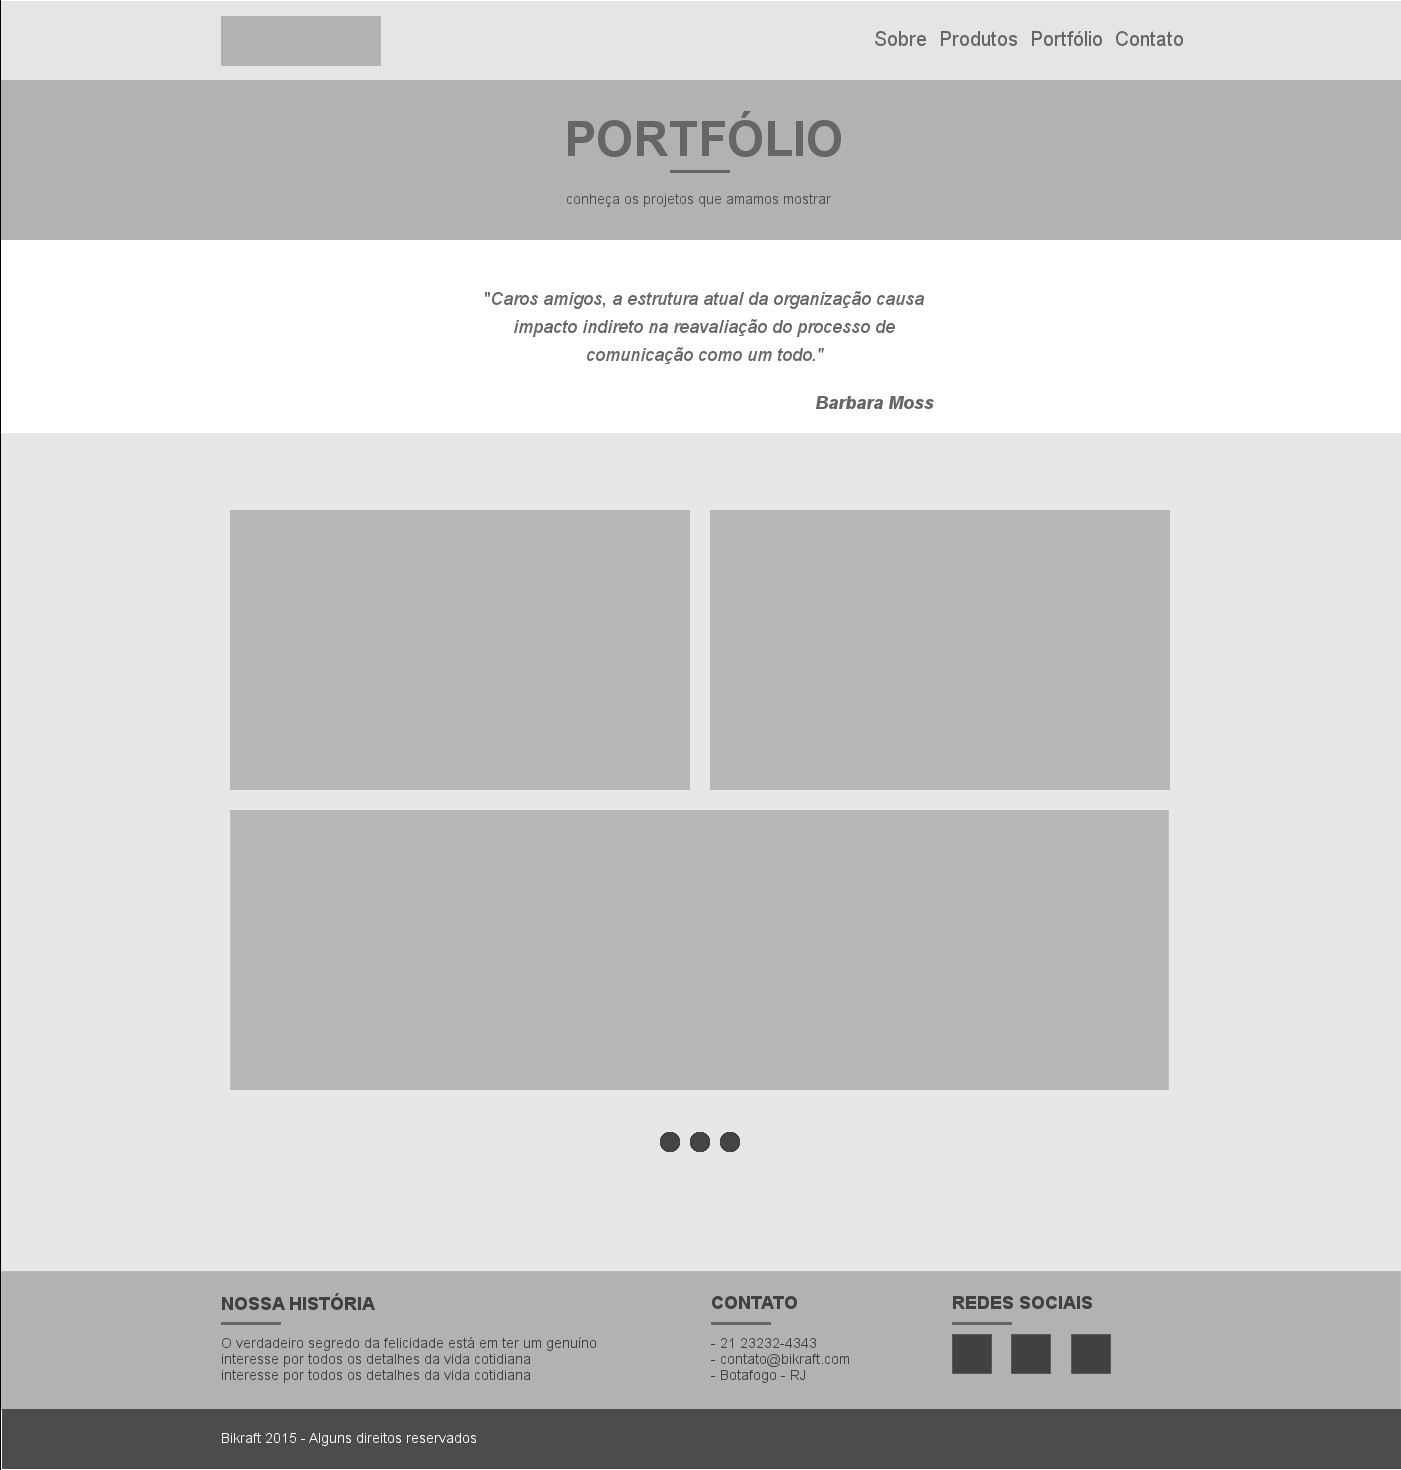 Sobre Produtos Portfólio Contato
PORTFÓLIO
conheça os projetos que amamos mostrar
"Caros amigos, a estrutura atual da organização causa
impacto indireto na reavaliação do processo de
comunicação como um todo."
Barbara Moss
NOSSA HISTÓRIA
O verdadeiro segredo da felicidade está em ter um genuíno
interesse por todos os detalhes da vida cotidiana
interesse por todos os detalhes da vida cotidiana
CONTATO
- 21 23232-4343
- contato@bikraft.com
- Botafogo - RJ
REDES SOCIAIS
Bikraft 2015 - Alguns direitos reservados